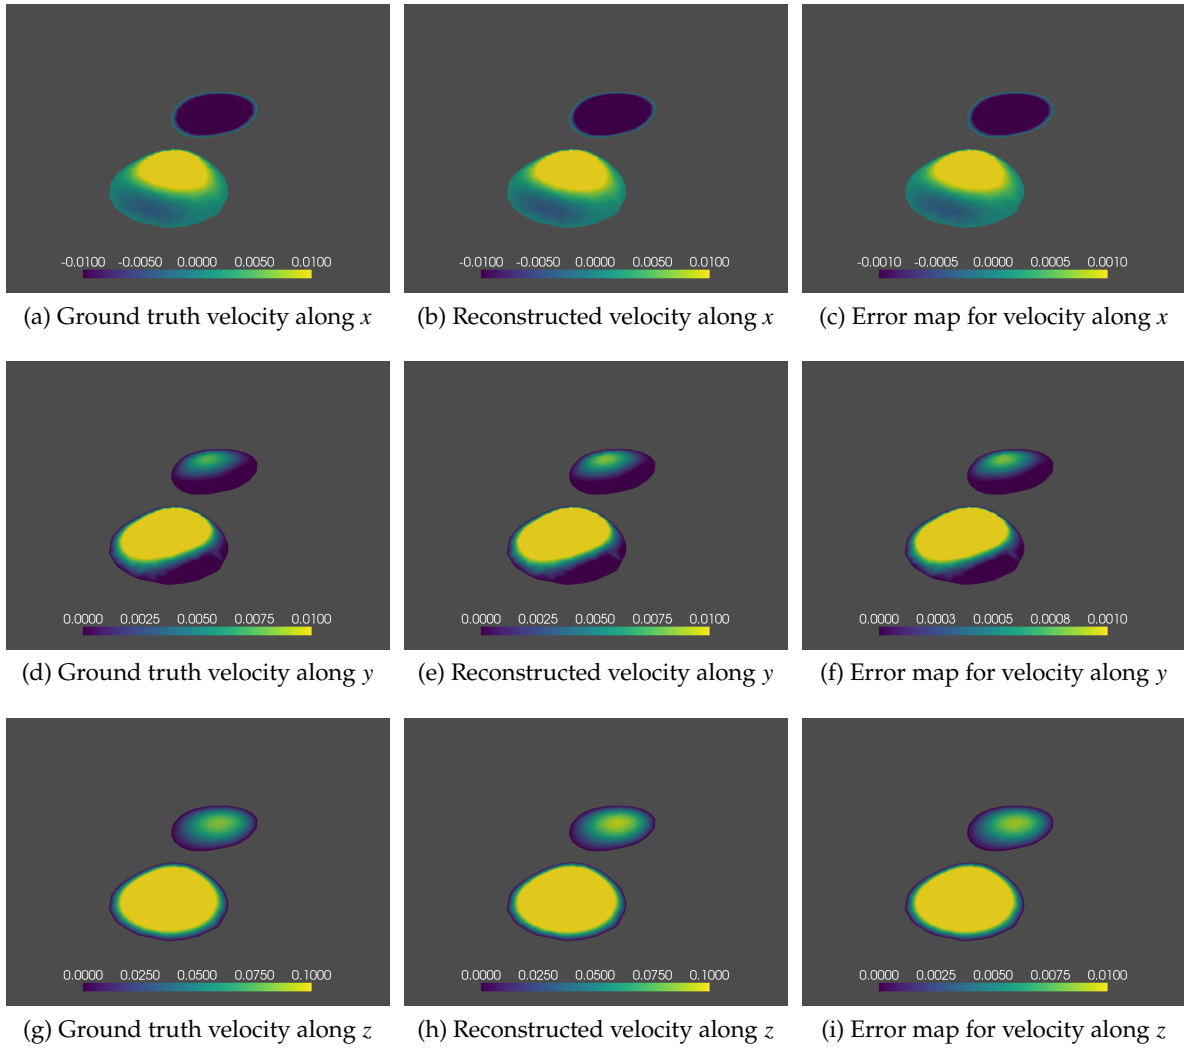 -0.0100 -0.0050 0.0000 0.0050 0.0100
-0.0100 -0.0050 0.0000 0.0050 0.0100
-0.0010 -0.0005 0.0000 0.0005 0.0010
(a) Ground truth velocity along x
(b) Reconstructed velocity along x
(c) Error map for velocity along x
0.0000 0.0025 0.0050 0.0075 0.0100
0.0000 0.0025 0.0050 0.0075 0.0100
0.0000 0.0003 0.0005 0.0008 0.0010
(d) Ground truth velocity along y
(e) Reconstructed velocity along y
(f) Error map for velocity along y
0.0000 0.0250 0.0500 0.0750 0.1000
0.0000 0.0250 0.0500 0.0750 0.1000
0.0000 0.0025 0.0050 0.0075 0.0100
(g) Ground truth velocity along z
(h) Reconstructed velocity along z
(i) Error map for velocity along z